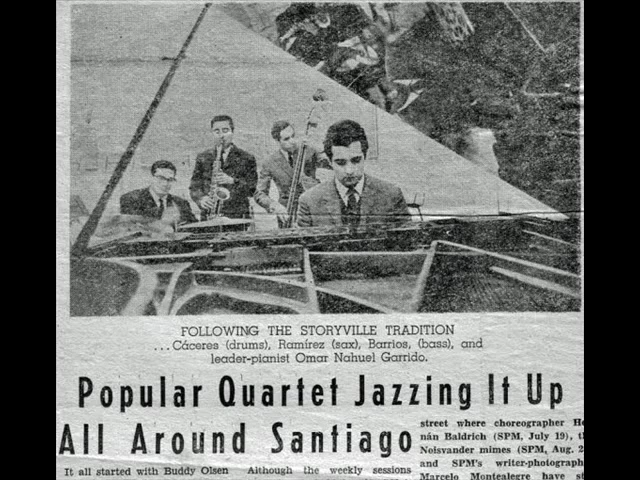 FOLLOWING THE STORYVILLE TRADITION
...Cáceres (drums), Ramírez (sax), Barrios, (bass), and
leader-pianist Omar Nahuel Garrido.
Popular Quartet Jazzing It Up
All Around Santiago
It all started with Buddy Olsen
Although the weekly sessions
street where choreographer
nán Baldrich (SPM, July 19),
Noisvander mimes (SPM, Aug.
and SPM's
Marcelo Montealegre have